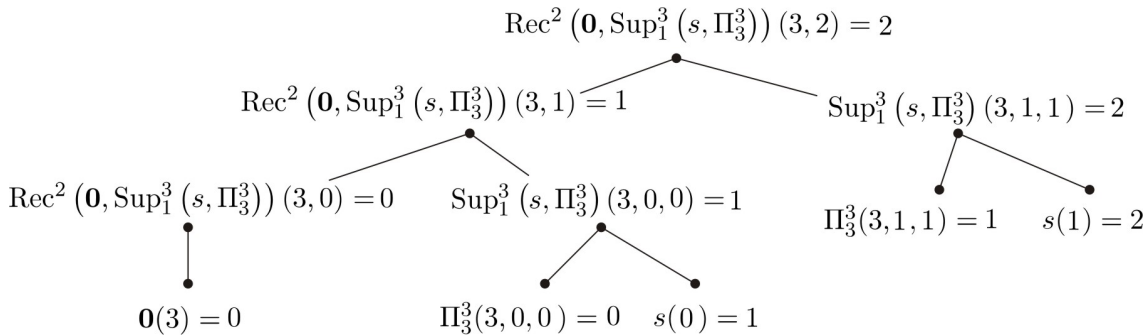 Rec² (𝟎, Sup³₁ (s, Π³₃)) (3, 2) = 2
Rec² (𝟎, Sup³₁ (s, Π³₃)) (3, 1) = 1
Sup³₁ (s, Π³₃) (3, 1, 1) = 2
Rec² (𝟎, Sup³₁ (s, Π³₃)) (3, 0) = 0
Sup³₁ (s, Π³₃) (3, 0, 0) = 1
Π³₃(3, 1, 1) = 1
s(1) = 2
𝟎(3) = 0
Π³₃(3, 0, 0) = 0
s(0) = 1